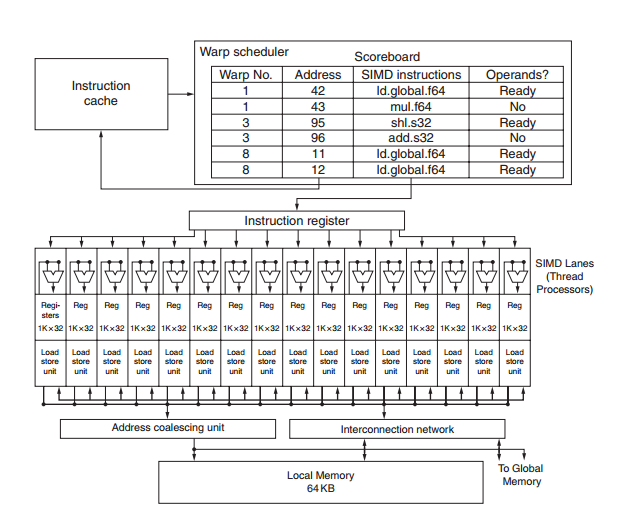 Warp scheduler
Scoreboard
Instruction
cache
Warp No. Address SIMD instructions Operands?
1 42 ld.global.f64 Ready
1 43 mul.f64 No
3 95 shl.s32 Ready
3 96 add.s32 No
8 11 ld.global.f64 Ready
8 12 ld.global.f64 Ready
Instruction register
SIMD Lanes
(Thread
Processors)
Regi- Reg Reg Reg Reg Reg Reg Reg Reg Reg Reg Reg Reg Reg Reg Reg
sters
1K×32 1K×32 1K×32 1K×32 1K×32 1K×32 1K×32 1K×32 1K×32 1K×32 1K×32 1K×32 1K×32 1K×32 1K×32 1K×32
Load Load Load Load Load Load Load Load Load Load Load Load Load Load Load Load
store store store store store store store store store store store store store store store store
unit unit unit unit unit unit unit unit unit unit unit unit unit unit unit unit
Address coalescing unit
Interconnection network
Local Memory
64 KB
To Global
Memory